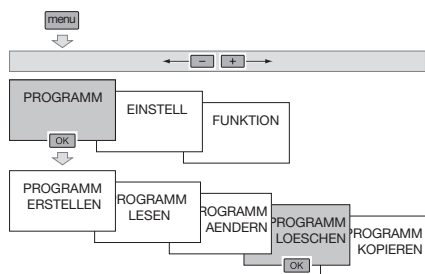 menu
− +
PROGRAMM
EINSTELL
FUNKTION
OK
PROGRAMM
ERSTELLEN
ROGRAMM
LESEN
ROGRAMM
AENDERN
PROGRAMM
LOESCHEN
PROGRAMM
KOPIEREN
OK